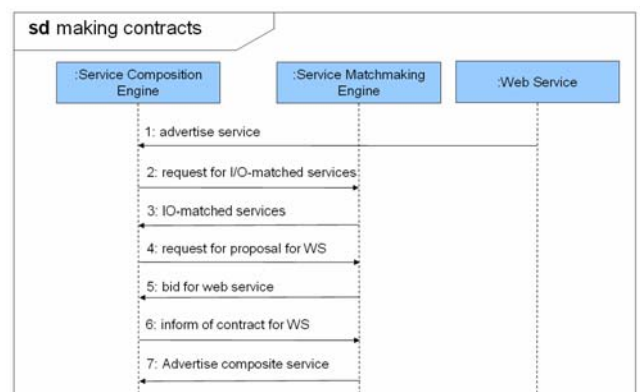 sd making contracts
:Service Composition
Engine
:Service Matchmaking
Engine
:Web Service
1: advertise service
2: request for I/O-matched services
3: IO-matched services
4: request for proposal for WS
5: bid for web service
6: inform of contract for WS
7: Advertise composite service